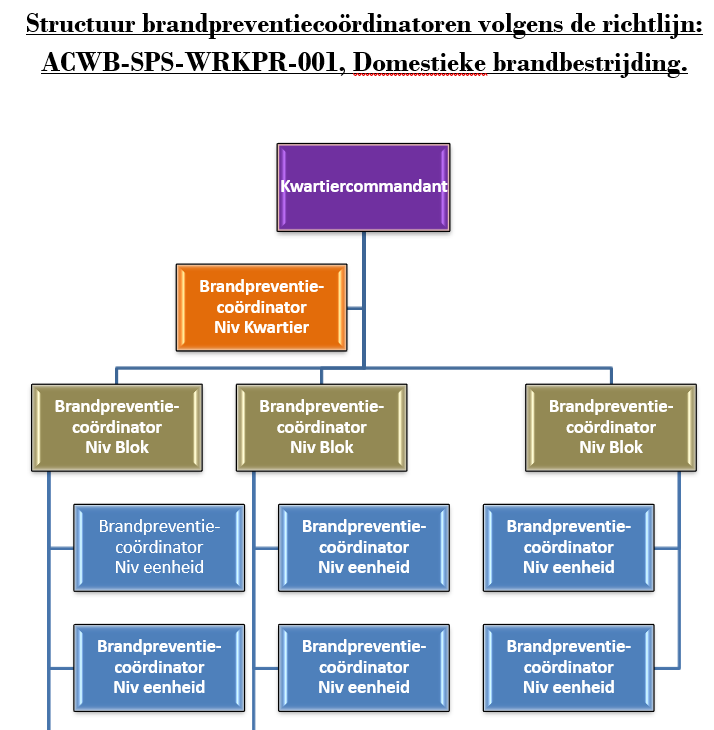 Structuur brandpreventiecoördinatoren volgens de richtlijn:
ACWB-SPS-WRKPR-001, Domestieke brandbestrijding.
Kwartiercommandant
Brandpreventie-
coördinator
Niv Kwartier
Brandpreventie-
coördinator
Niv Blok
Brandpreventie-
coördinator
Niv Blok
Brandpreventie-
coördinator
Niv Blok
Brandpreventie-
coördinator
Niv eenheid
Brandpreventie-
coördinator
Niv eenheid
Brandpreventie-
coördinator
Niv eenheid
Brandpreventie-
coördinator
Niv eenheid
Brandpreventie-
coördinator
Niv eenheid
Brandpreventie-
coördinator
Niv eenheid